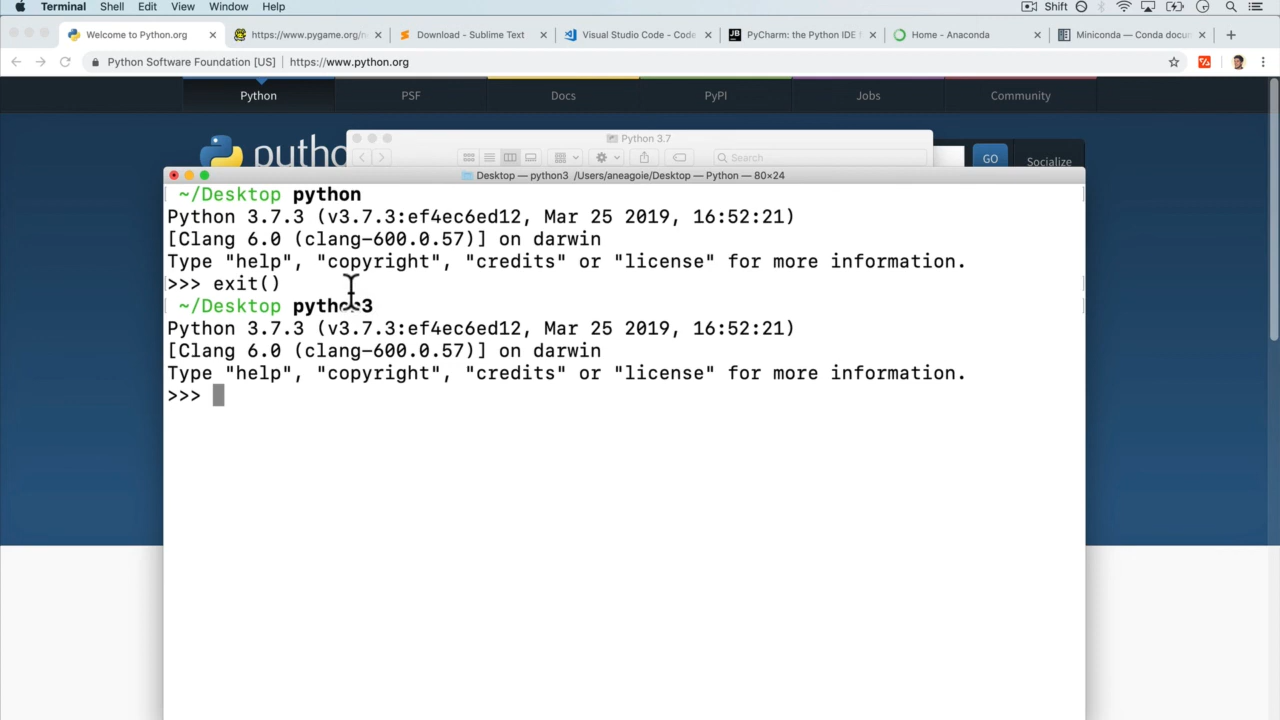 Terminal Shell Edit View Window Help Shift
Welcome to Python.org https://www.pygame.org/ Download - Sublime Text Visual Studio Code - Code PyCharm: the Python IDE Home - Anaconda Miniconda — Conda docum
Python Software Foundation [US] https://www.python.org
Python PSF Docs PyPI Jobs Community
Python 3.7
pytho
Search
GO
Socialize
Desktop — python3 /Users/aneagoie/Desktop — Python — 80×24
~/Desktop python
Python 3.7.3 (v3.7.3:ef4ec6ed12, Mar 25 2019, 16:52:21)
[Clang 6.0 (clang-600.0.57)] on darwin
Type "help", "copyright", "credits" or "license" for more information.
>>> exit()
~/Desktop python3
Python 3.7.3 (v3.7.3:ef4ec6ed12, Mar 25 2019, 16:52:21)
[Clang 6.0 (clang-600.0.57)] on darwin
Type "help", "copyright", "credits" or "license" for more information.
>>>